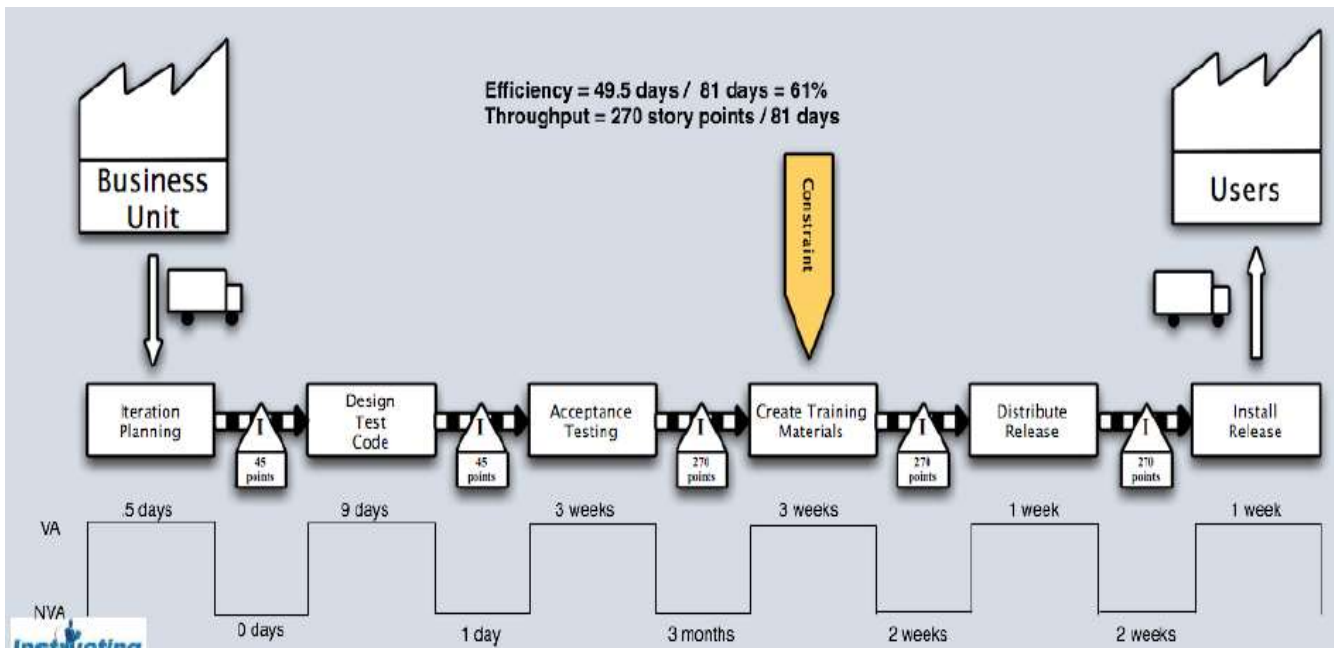 Efficiency = 49.5 days / 81 days = 61%
Throughput = 270 story points / 81 days
Business
Unit
Constraint
Users
Iteration
Planning
I
45
points
Design
Test
Code
I
45
points
Acceptance
Testing
I
270
points
Create Training
Materials
I
270
points
Distribute
Release
I
270
points
Install
Release
VA
.5 days
9 days
3 weeks
3 weeks
1 week
1 week
NVA
0 days
1 day
3 months
2 weeks
2 weeks
Instructing